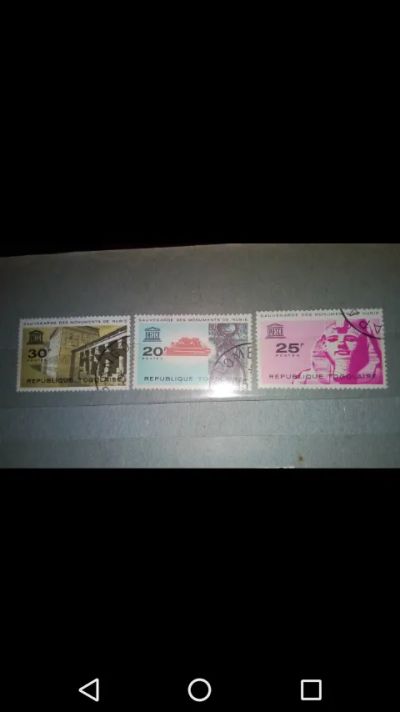 SAUVEGARDE DES MONUMENTS DE NUBIE
UNESCO
30F
REPUBLIQUE TOGOLAISE
SAUVEGARDE DES MONUMENTS DE NUBIE
UNESCO
20F
POSTES
REPUBLIQUE TOGOLAISE
LOME
SAUVEGARDE DES MONUMENTS DE NUBIE
UNESCO
25F
POSTES
REPUBLIQUE TOGOLAISE